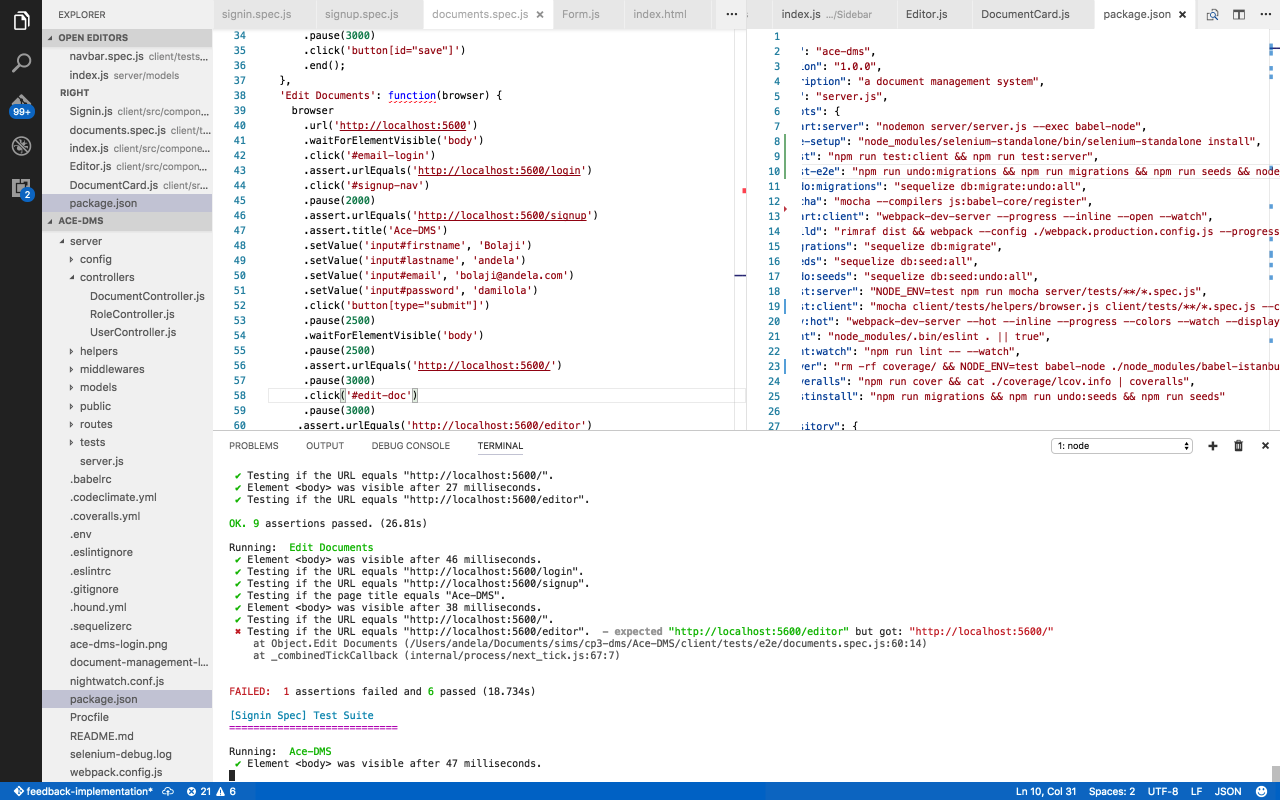 EXPLORER
OPEN EDITORS
navbar.spec.js client/tests...
index.js server/models
RIGHT
Signin.js client/src/compon...
documents.spec.js client/t...
index.js client/src/compone...
Editor.js client/src/compon...
DocumentCard.js client/sr...
package.json
ACE-DMS
server
config
controllers
DocumentController.js
RoleController.js
UserController.js
helpers
middlewares
models
public
routes
tests
server.js
.babelrc
.codeclimate.yml
.coveralls.yml
.env
.eslintignore
.eslintrc
.gitignore
.hound.yml
.sequelizerc
ace-dms-login.png
document-management-l...
nightwatch.conf.js
package.json
Procfile
README.md
selenium-debug.log
webpack.config.js
99+
2
signin.spec.js signup.spec.js documents.spec.js Form.js index.html
34 .pause(3000)
35 .click('button[id="save"]')
36 .end();
37 },
38 'Edit Documents': function(browser) {
39 browser
40 .url('http://localhost:5600')
41 .waitForElementVisible('body')
42 .click('#email-login')
43 .assert.urlEquals('http://localhost:5600/login')
44 .click('#signup-nav')
45 .pause(2000)
46 .assert.urlEquals('http://localhost:5600/signup')
47 .assert.title('Ace-DMS')
48 .setValue('input#firstname', 'Bolaji')
49 .setValue('input#lastname', 'andela')
50 .setValue('input#email', 'bolaji@andela.com')
51 .setValue('input#password', 'damilola')
52 .click('button[type="submit"]')
53 .pause(2500)
54 .waitForElementVisible('body')
55 .pause(2500)
56 .assert.urlEquals('http://localhost:5600/')
57 .pause(3000)
58 .click('#edit-doc')
59 .pause(3000)
60 .assert.urlEquals('http://localhost:5600/editor')
index.js .../Sidebar Editor.js DocumentCard.js package.json
1
2 ": "ace-dms",
3 ion": "1.0.0",
4 ription": "a document management system",
5 ": "server.js",
6 pts": {
7 art:server": "nodemon server/server.js --exec babel-node",
8 e-setup": "node_modules/selenium-standalone/bin/selenium-standalone install",
9 st": "npm run test:client && npm run test:server",
10 st-e2e": "npm run undo:migrations && npm run migrations && npm run seeds && node
11 do:migrations": "sequelize db:migrate:undo:all",
12 cha": "mocha --compilers js:babel-core/register",
13 art:client": "webpack-dev-server --progress --inline --open --watch",
14 ild": "rimraf dist && webpack --config ./webpack.production.config.js --progress
15 grations": "sequelize db:migrate",
16 eds": "sequelize db:seed:all",
17 do:seeds": "sequelize db:seed:undo:all",
18 st:server": "NODE_ENV=test npm run mocha server/tests/**/*.spec.js",
19 st:client": "mocha client/tests/helpers/browser.js client/tests/**/*.spec.js --c
20 v:hot": "webpack-dev-server --hot --inline --progress --colors --watch --display
21 nt": "node_modules/.bin/eslint . || true",
22 nt:watch": "npm run lint -- --watch",
23 ver": "rm -rf coverage/ && NODE_ENV=test babel-node ./node_modules/babel-istanbu
24 veralls": "npm run cover && cat ./coverage/lcov.info | coveralls",
25 stinstall": "npm run migrations && npm run undo:seeds && npm run seeds"
26
27 sitory": {
PROBLEMS OUTPUT DEBUG CONSOLE TERMINAL 1: node
✔ Testing if the URL equals "http://localhost:5600/".
✔ Element <body> was visible after 27 milliseconds.
✔ Testing if the URL equals "http://localhost:5600/editor".
OK. 9 assertions passed. (26.81s)
Running: Edit Documents
✔ Element <body> was visible after 46 milliseconds.
✔ Testing if the URL equals "http://localhost:5600/login".
✔ Testing if the URL equals "http://localhost:5600/signup".
✔ Testing if the page title equals "Ace-DMS".
✔ Element <body> was visible after 38 milliseconds.
✔ Testing if the URL equals "http://localhost:5600/".
✖ Testing if the URL equals "http://localhost:5600/editor". - expected "http://localhost:5600/editor" but got: "http://localhost:5600/"
at Object.Edit Documents (/Users/andela/Documents/sims/cp3-dms/Ace-DMS/client/tests/e2e/documents.spec.js:60:14)
at _combinedTickCallback (internal/process/next_tick.js:67:7)
FAILED: 1 assertions failed and 6 passed (18.734s)
[Signin Spec] Test Suite
============================
Running: Ace-DMS
✔ Element <body> was visible after 47 milliseconds.
feedback-implementation* 21 6 Ln 10, Col 31 Spaces: 2 UTF-8 LF JSON